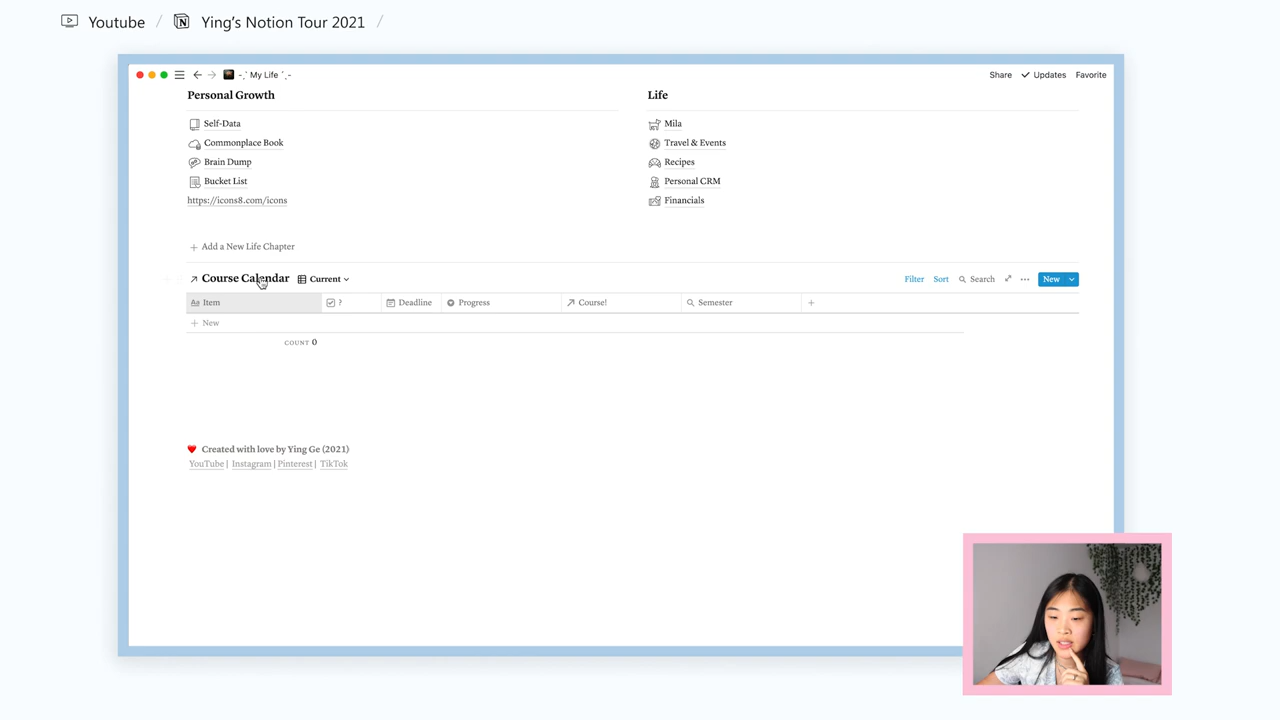 Youtube / Ying's Notion Tour 2021 /
-ˏˋ My Life ˊˎ-
Share Updates Favorite
Personal Growth
Self-Data
Commonplace Book
Brain Dump
Bucket List
https://icons8.com/icons
Life
Mila
Travel & Events
Recipes
Personal CRM
Financials
+ Add a New Life Chapter
Course Calendar Current
Filter Sort Search ··· New
Aa Item ? Deadline Progress Course! Semester +
+ New
COUNT 0
Created with love by Ying Ge (2021)
YouTube | Instagram | Pinterest | TikTok